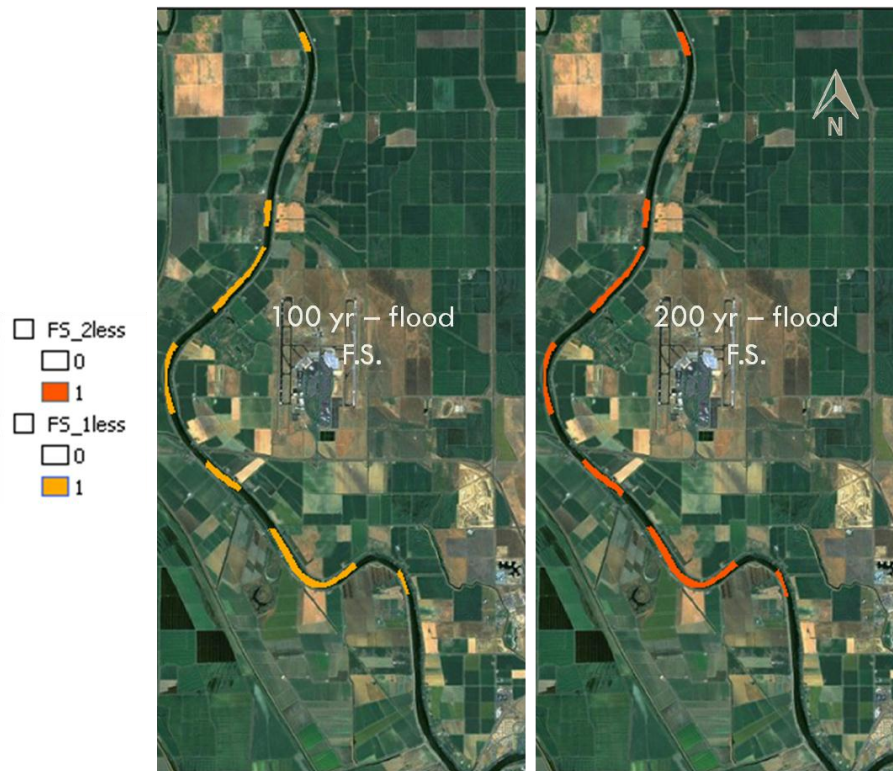 FS_2less
0
1
FS_1less
0
1
100 yr – flood
F.S.
200 yr – flood
F.S.
N